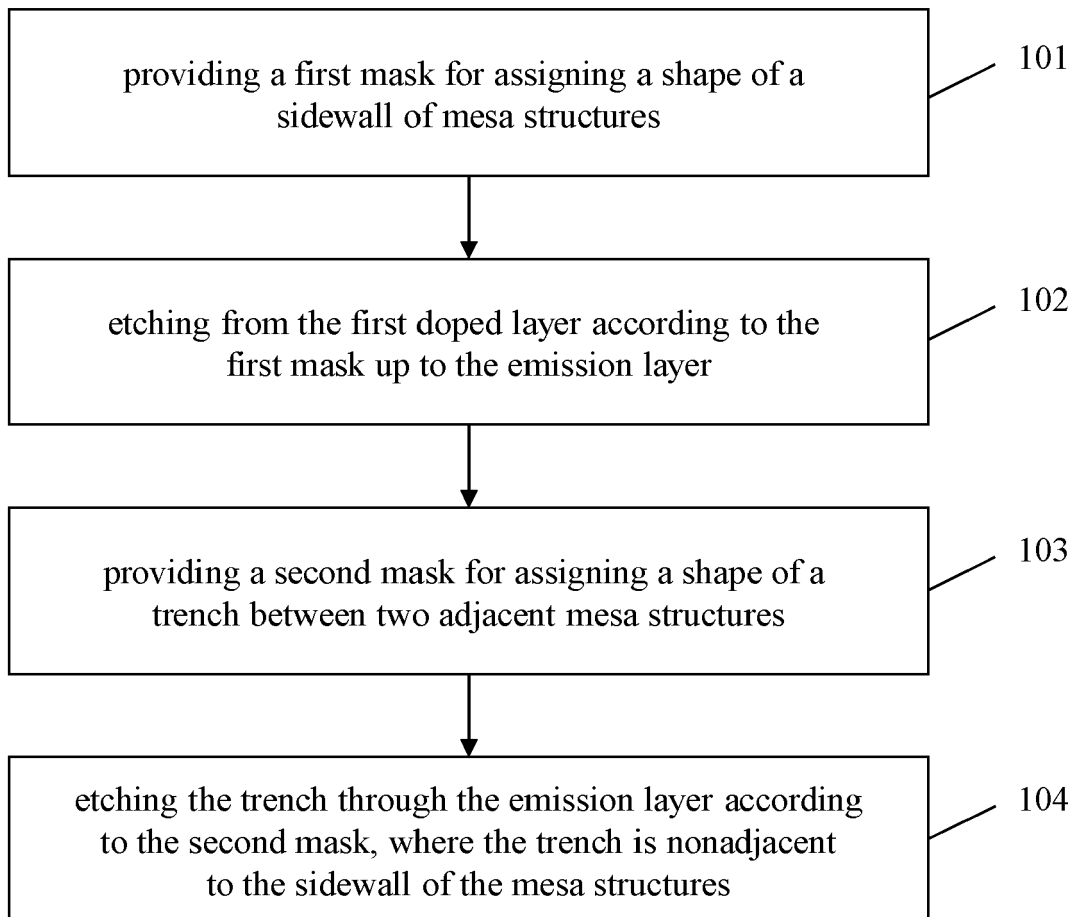 providing a first mask for assigning a shape of a
sidewall of mesa structures
101
etching from the first doped layer according to the
first mask up to the emission layer
102
providing a second mask for assigning a shape of a
trench between two adjacent mesa structures
103
etching the trench through the emission layer according
to the second mask, where the trench is nonadjacent
to the sidewall of the mesa structures
104